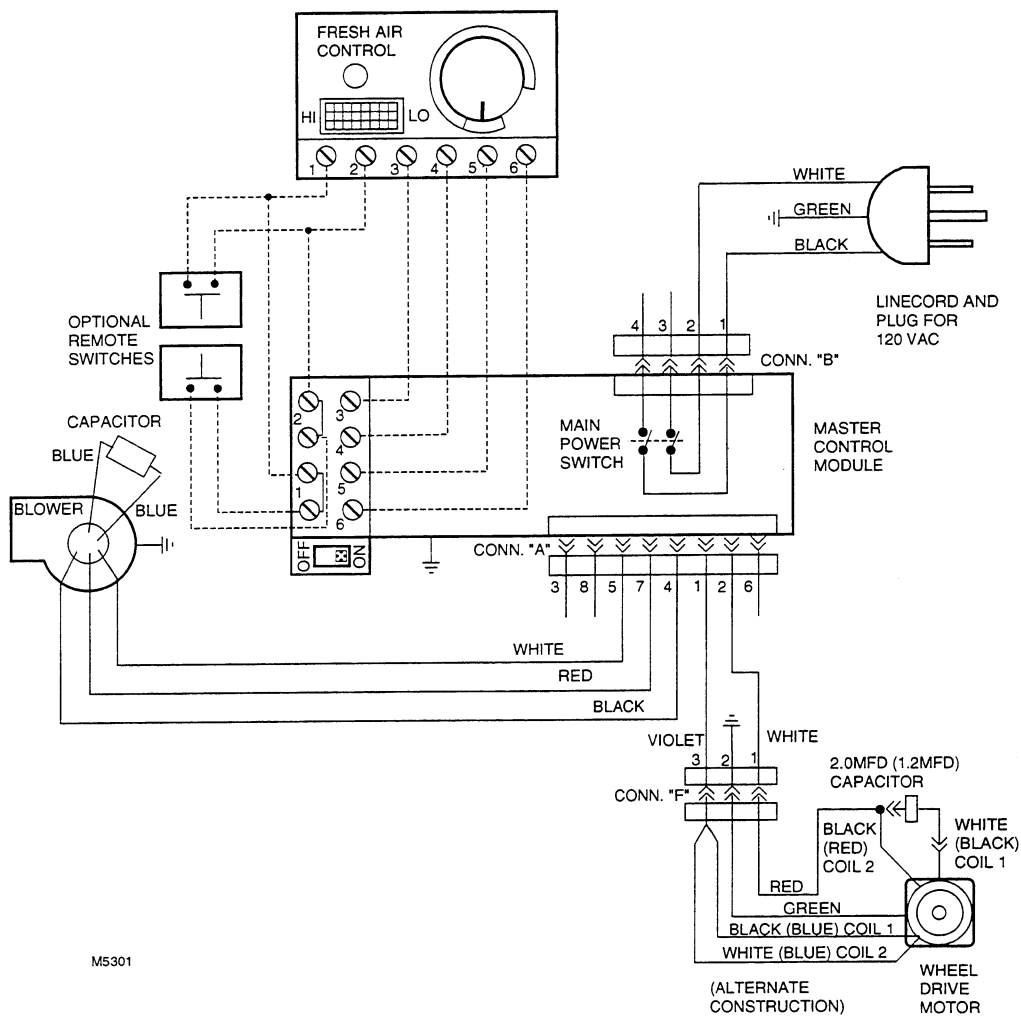 FRESH AIR
CONTROL
HI
LO
1 2 3 4 5 6
WHITE
GREEN
BLACK
LINECORD AND
PLUG FOR
120 VAC
OPTIONAL
REMOTE
SWITCHES
4 3 2 1
CONN. "B"
CAPACITOR
BLUE
BLUE
BLOWER
2
3
4
1
5
6
MAIN
POWER
SWITCH
MASTER
CONTROL
MODULE
OFF
ON
CONN. "A"
3 8 5 7 4 1 2 6
WHITE
RED
BLACK
VIOLET
WHITE
3 2 1
CONN. "F"
2.0MFD (1.2MFD)
CAPACITOR
BLACK
(RED)
COIL 2
WHITE
(BLACK)
COIL 1
RED
GREEN
BLACK (BLUE) COIL 1
WHITE (BLUE) COIL 2
M5301
(ALTERNATE
CONSTRUCTION)
WHEEL
DRIVE
MOTOR